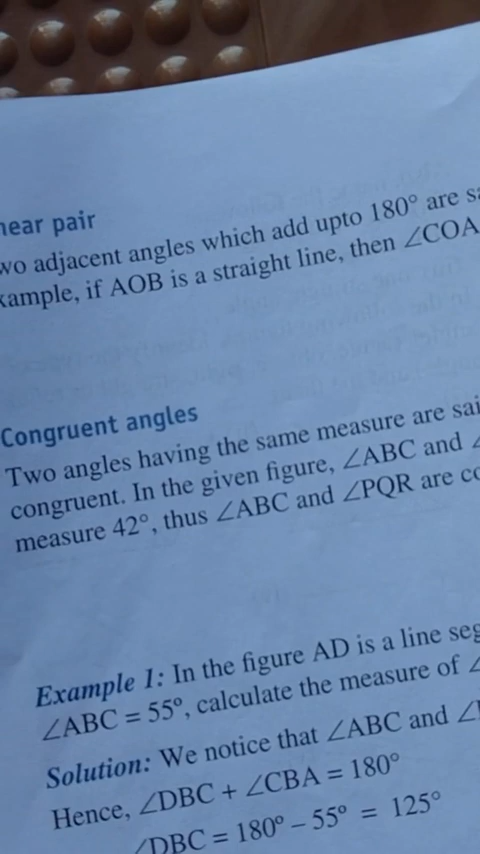 near pair
wo adjacent angles which add upto 180° are
xample, if AOB is a straight line, then ∠COA
Congruent angles
Two angles having the same measure are sai
congruent. In the given figure, ∠ABC and ∠
measure 42°, thus ∠ABC and ∠PQR are co
Example 1: In the figure AD is a line seg
∠ABC = 55°, calculate the measure of ∠
Solution: We notice that ∠ABC and ∠
Hence, ∠DBC + ∠CBA = 180°
∠DBC = 180° – 55° = 125°